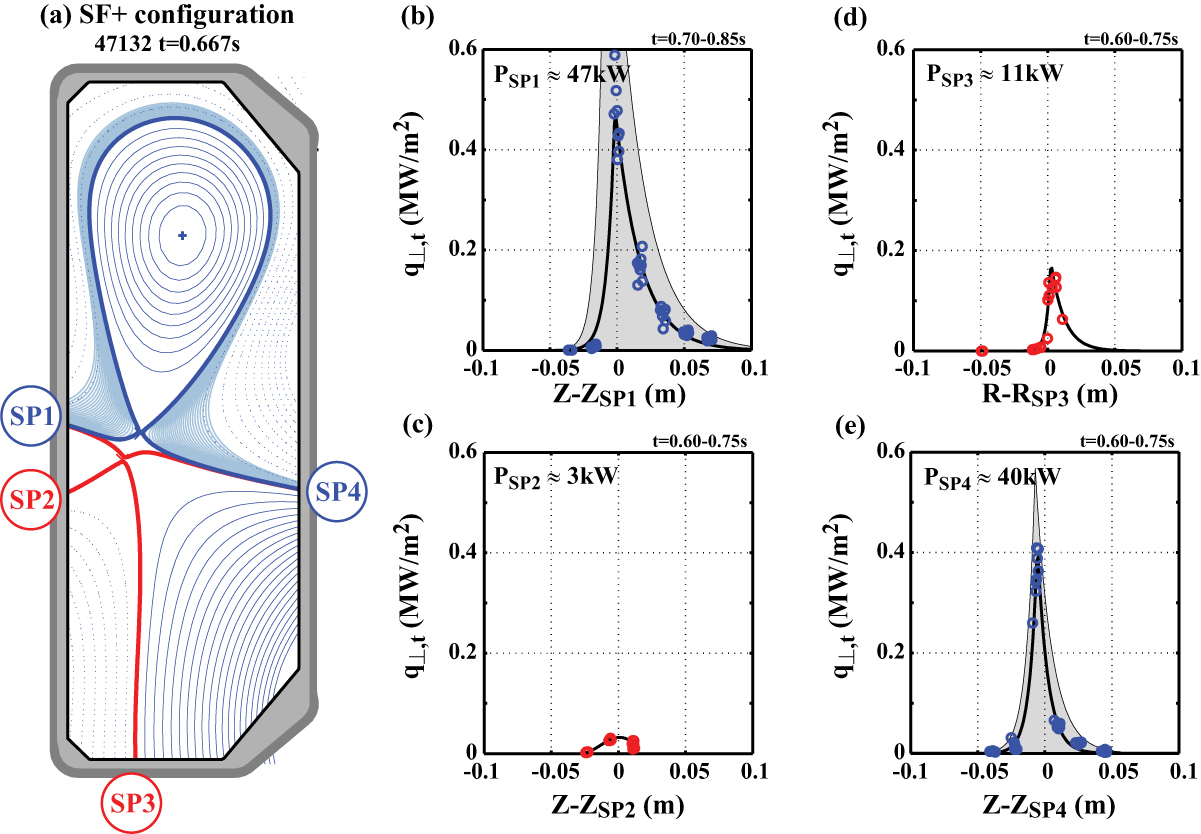 (a) SF+ configuration
47132 t=0.667s
SP1
SP2
SP4
SP3
(b)
t=0.70-0.85s
P_SP1 ≈ 47kW
0.6
0.4
0.2
0
q⊥,t (MW/m²)
-0.1 -0.05 0 0.05 0.1
Z-Z_SP1 (m)
(d)
t=0.60-0.75s
P_SP3 ≈ 11kW
0.6
0.4
0.2
0
q⊥,t (MW/m²)
-0.1 -0.05 0 0.05 0.1
R-R_SP3 (m)
(c)
t=0.60-0.75s
P_SP2 ≈ 3kW
0.6
0.4
0.2
0
q⊥,t (MW/m²)
-0.1 -0.05 0 0.05 0.1
Z-Z_SP2 (m)
(e)
t=0.60-0.75s
P_SP4 ≈ 40kW
0.6
0.4
0.2
0
q⊥,t (MW/m²)
-0.1 -0.05 0 0.05 0.1
Z-Z_SP4 (m)